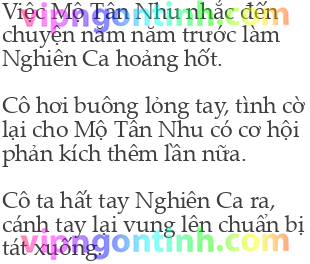 Việc Mộ Tân Nhu nhắc đến
chuyện năm năm trước làm
Nghiên Ca hoảng hốt.
Cô hơi buông lỏng tay, tình cờ
lại cho Mộ Tân Nhu có cơ hội
phản kích thêm lần nữa.
Cô ta hất tay Nghiên Ca ra,
cánh tay lại vung lên chuẩn bị
tát xuống.
vipngontinh.com
vipngontinh.com
vipngontinh.com